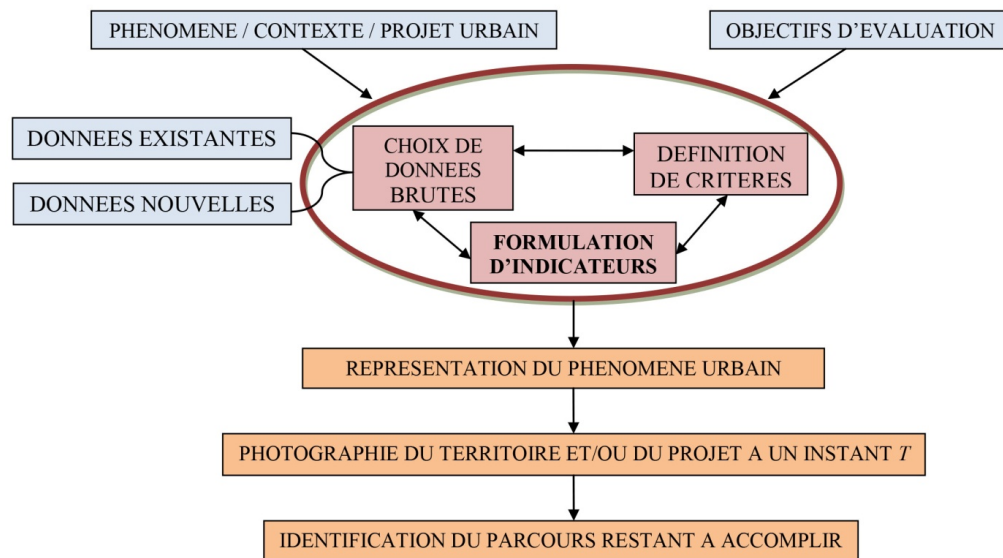 PHENOMENE / CONTEXTE / PROJET URBAIN
OBJECTIFS D'EVALUATION
DONNEES EXISTANTES
DONNEES NOUVELLES
CHOIX DE
DONNEES
BRUTES
DEFINITION
DE CRITERES
FORMULATION
D'INDICATEURS
REPRESENTATION DU PHENOMENE URBAIN
PHOTOGRAPHIE DU TERRITOIRE ET/OU DU PROJET A UN INSTANT T
IDENTIFICATION DU PARCOURS RESTANT A ACCOMPLIR